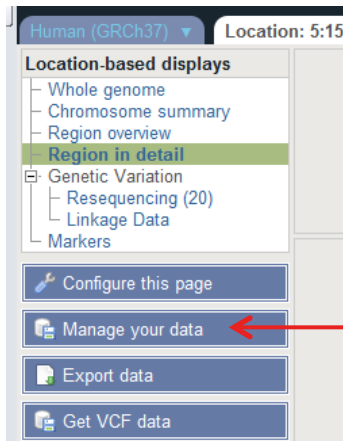 Human (GRCh37) ▼ Location: 5:15
Location-based displays
Whole genome
Chromosome summary
Region overview
Region in detail
Genetic Variation
Resequencing (20)
Linkage Data
Markers
Configure this page
Manage your data
Export data
Get VCF data